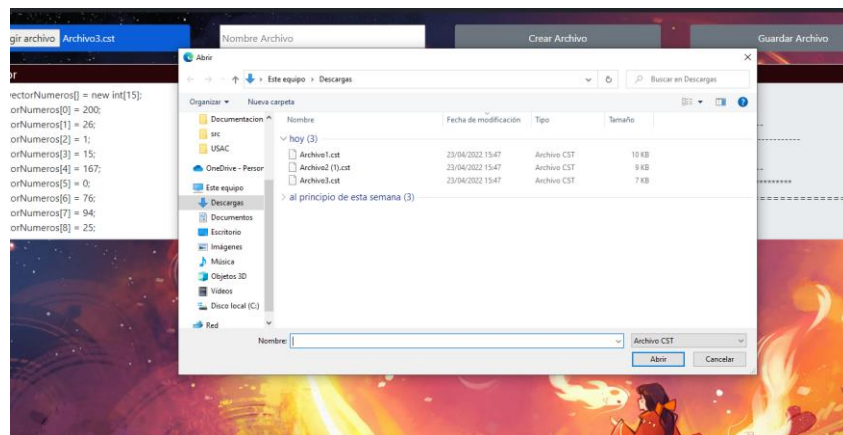 gir archivo Archivo3.cst
Nombre Archivo
Crear Archivo
Guardar Archivo
or
vectorNumeros[] = new int[15];
orNumeros[0] = 200;
orNumeros[1] = 26;
orNumeros[2] = 1;
orNumeros[3] = 15;
orNumeros[4] = 167;
orNumeros[5] = 0;
orNumeros[6] = 76;
orNumeros[7] = 94;
orNumeros[8] = 25;
Abrir
Este equipo > Descargas
Buscar en Descargas
Organizar Nueva carpeta
Documentacion
src
USAC
OneDrive - Person
Este equipo
Descargas
Documentos
Escritorio
Imágenes
Música
Objetos 3D
Vídeos
Disco local (C:)
Red
Nombre Fecha de modificación Tipo Tamaño
hoy (3)
Archivo1.cst 23/04/2022 15:47 Archivo CST 10 KB
Archivo2 (1).cst 23/04/2022 15:47 Archivo CST 9 KB
Archivo3.cst 23/04/2022 15:47 Archivo CST 7 KB
al principio de esta semana (3)
Nombre:
Archivo CST
Abrir Cancelar